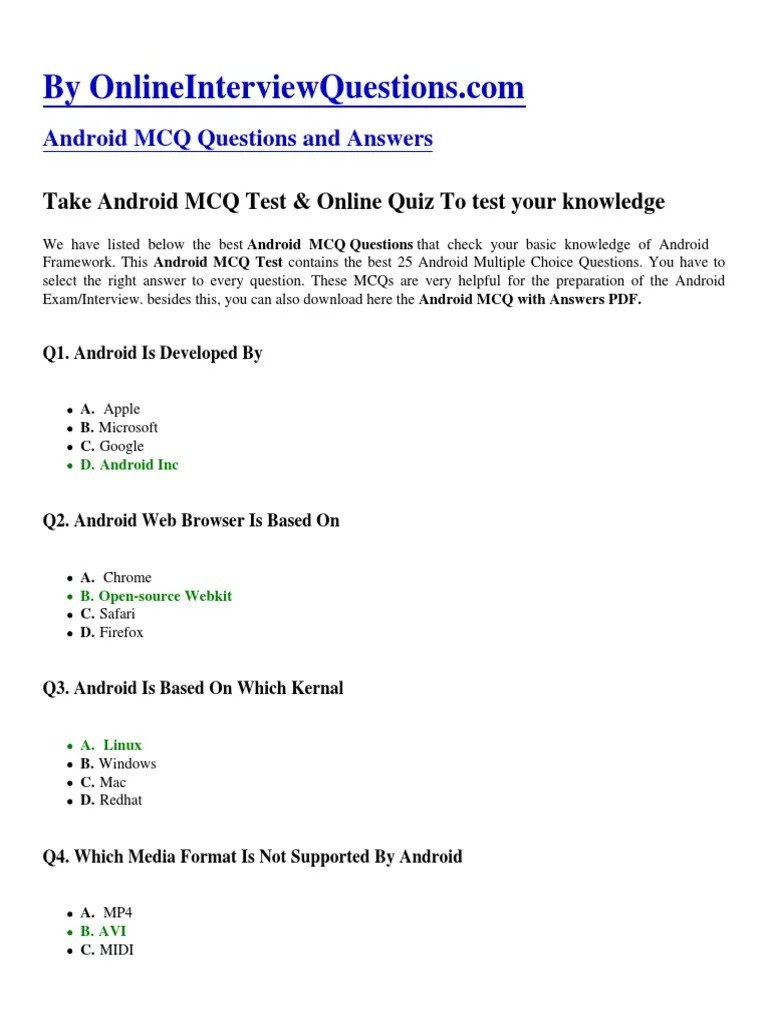 By OnlineInterviewQuestions.com
Android MCQ Questions and Answers
Take Android MCQ Test & Online Quiz To test your knowledge
We have listed below the best Android MCQ Questions that check your basic knowledge of Android
Framework. This Android MCQ Test contains the best 25 Android Multiple Choice Questions. You have to
select the right answer to every question. These MCQs are very helpful for the preparation of the Android
Exam/Interview. besides this, you can also download here the Android MCQ with Answers PDF.
Q1. Android Is Developed By
• A. Apple
• B. Microsoft
• C. Google
• D. Android Inc
Q2. Android Web Browser Is Based On
• A. Chrome
• B. Open-source Webkit
• C. Safari
• D. Firefox
Q3. Android Is Based On Which Kernal
• A. Linux
• B. Windows
• C. Mac
• D. Redhat
Q4. Which Media Format Is Not Supported By Android
• A. MP4
• B. AVI
• C. MIDI